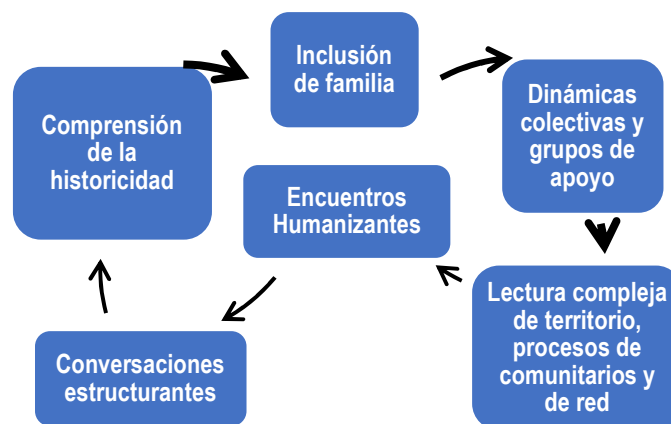 Inclusión
de familia
Comprensión
de la
historicidad
Dinámicas
colectivas y
grupos de
apoyo
Encuentros
Humanizantes
Lectura compleja
de territorio,
procesos de
comunitarios y
de red
Conversaciones
estructurantes